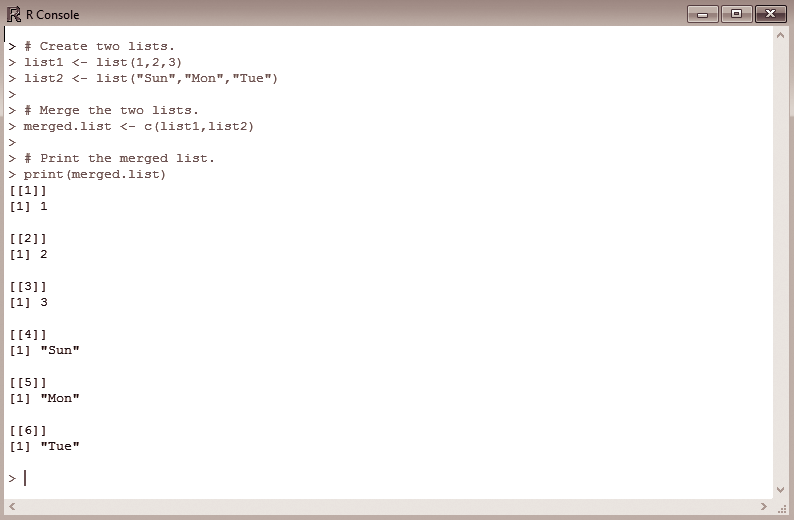 R Console
> # Create two lists.
> list1 <- list(1,2,3)
> list2 <- list("Sun","Mon","Tue")
>
> # Merge the two lists.
> merged.list <- c(list1,list2)
>
> # Print the merged list.
> print(merged.list)
[[1]]
[1] 1
[[2]]
[1] 2
[[3]]
[1] 3
[[4]]
[1] "Sun"
[[5]]
[1] "Mon"
[[6]]
[1] "Tue"
>